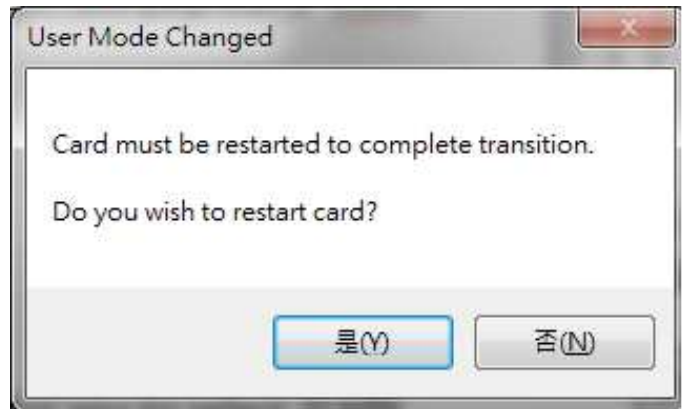 User Mode Changed
Card must be restarted to complete transition.
Do you wish to restart card?
是(Y) 否(N)